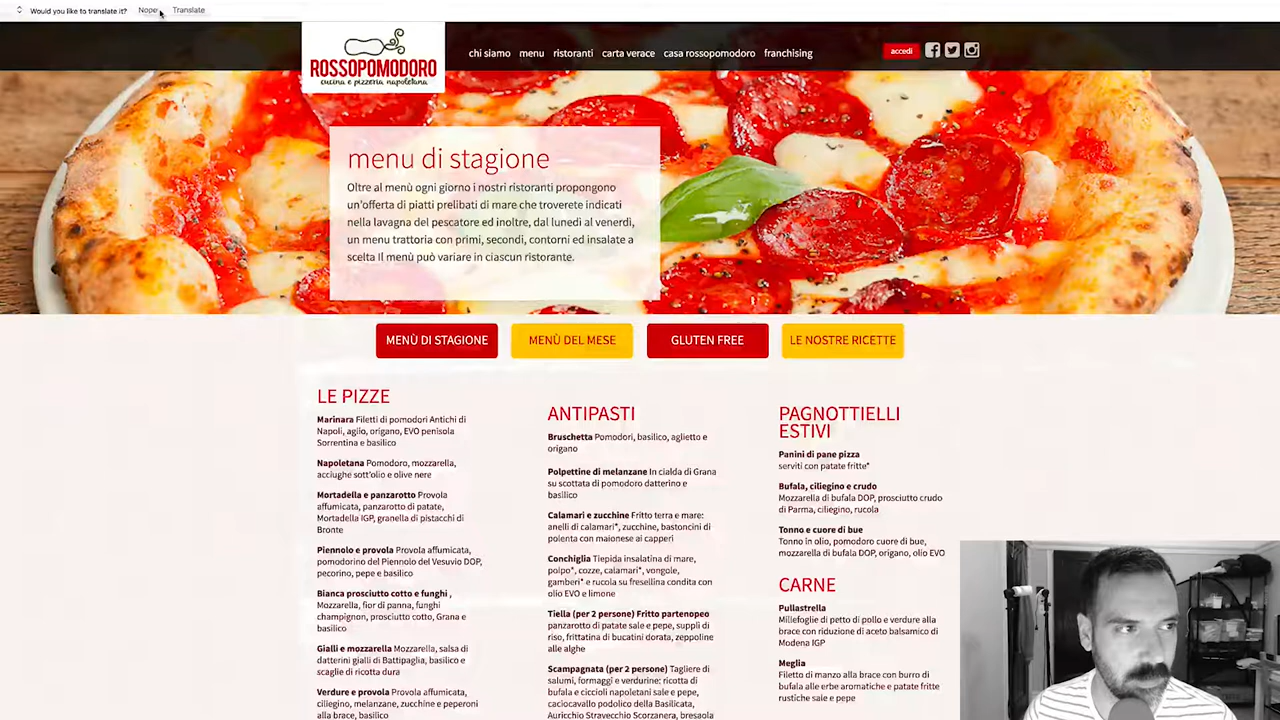 Would you like to translate it? Nope Translate
ROSSOPOMODORO
cucina e pizzeria napoletana
chi siamo menu ristoranti carta verace casa rossopomodoro franchising
accedi
menu di stagione
Oltre al menù ogni giorno i nostri ristoranti propongono
un'offerta di piatti prelibati di mare che troverete indicati
nella lavagna del pescatore ed inoltre, dal lunedì al venerdì,
un menu trattoria con primi, secondi, contorni ed insalate a
scelta Il menù può variare in ciascun ristorante.
MENÙ DI STAGIONE
MENÙ DEL MESE
GLUTEN FREE
LE NOSTRE RICETTE
LE PIZZE
Marinara Filetti di pomodori Antichi di
Napoli, aglio, origano, EVO penisola
Sorrentina e basilico
Napoletana Pomodoro, mozzarella,
acciughe sott'olio e olive nere
Mortadella e panzarotto Provola
affumicata, panzarotto di patate,
Mortadella IGP, granella di pistacchi di
Bronte
Piennolo e provola Provola affumicata,
pomodorino del Piennolo del Vesuvio DOP,
pecorino, pepe e basilico
Bianca prosciutto cotto e funghi ,
Mozzarella, fior di panna, funghi
champignon, prosciutto cotto, Grana e
basilico
Gialli e mozzarella Mozzarella, salsa di
datterini gialli di Battipaglia, basilico e
scaglie di ricotta dura
Verdure e provola Provola affumicata,
ciliegino, melanzane, zucchine e peperoni
alla brace, basilico
ANTIPASTI
Bruschetta Pomodori, basilico, aglietto e
origano
Polpettine di melanzane In cialda di Grana
su scottata di pomodoro datterino e
basilico
Calamari e zucchine Fritto terra e mare:
anelli di calamari*, zucchine, bastoncini di
polenta con maionese ai capperi
Conchiglia Tiepida insalatina di mare,
polpo*, cozze, calamari*, vongole,
gamberi* e rucola su fresellina condita con
olio EVO e limone
Tiella (per 2 persone) Fritto partenopeo
panzarotto di patate sale e pepe, supplì di
riso, frittatina di bucatini dorata, zeppoline
alle alghe
Scampagnata (per 2 persone) Tagliere di
salumi, formaggi e verdurine: ricotta di
bufala e ciccioli napoletani sale e pepe,
caciocavallo podolico della Basilicata,
Auricchio Stravecchio Scorzanera, bresaola
PAGNOTTIELLI
ESTIVI
Panini di pane pizza
serviti con patate fritte*
Bufala, ciliegino e crudo
Mozzarella di bufala DOP, prosciutto crudo
di Parma, ciliegino, rucola
Tonno e cuore di bue
Tonno in olio, pomodoro cuore di bue,
mozzarella di bufala DOP, origano, olio EVO
CARNE
Pullastrella
Millefoglie di petto di pollo e verdure alla
brace con riduzione di aceto balsamico di
Modena IGP
Meglia
Filetto di manzo alla brace con burro di
bufala alle erbe aromatiche e patate fritte
rustiche sale e pepe